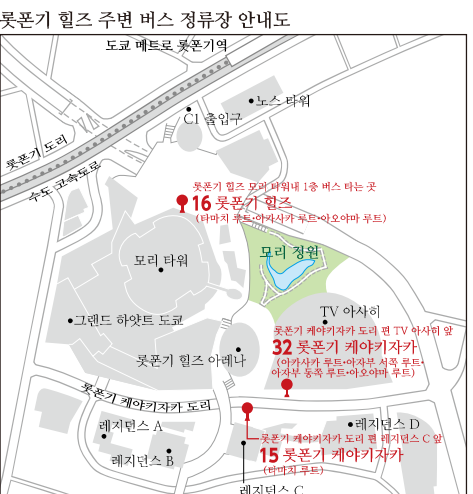 롯폰기 힐즈 주변 버스 정류장 안내도
도쿄 메트로 롯폰기역
노스 타워
C1 출입구
롯폰기 도리
수도 고속도로
롯폰기 힐즈 모리 타워내 1층 버스 타는 곳
16 롯폰기 힐즈
(타마치 루트·아카사카 루트·아오야마 루트)
모리 정원
모리 타워
TV 아사히
그랜드 하얏트 도쿄
롯폰기 케야키자카 도리 편 TV 아사히 앞
32 롯폰기 케야키자카
(아카사카 루트·아자부 서쪽 루트·
아자부 동쪽 루트·아오야마 루트)
롯폰기 힐즈 아레나
롯폰기 케야키자카 도리
레지던스 A
레지던스 D
롯폰기 케야키자카 도리 편 레지던스 C 앞
15 롯폰기 케야키자카
(타마치 루트)
레지던스 B
레지던스 C